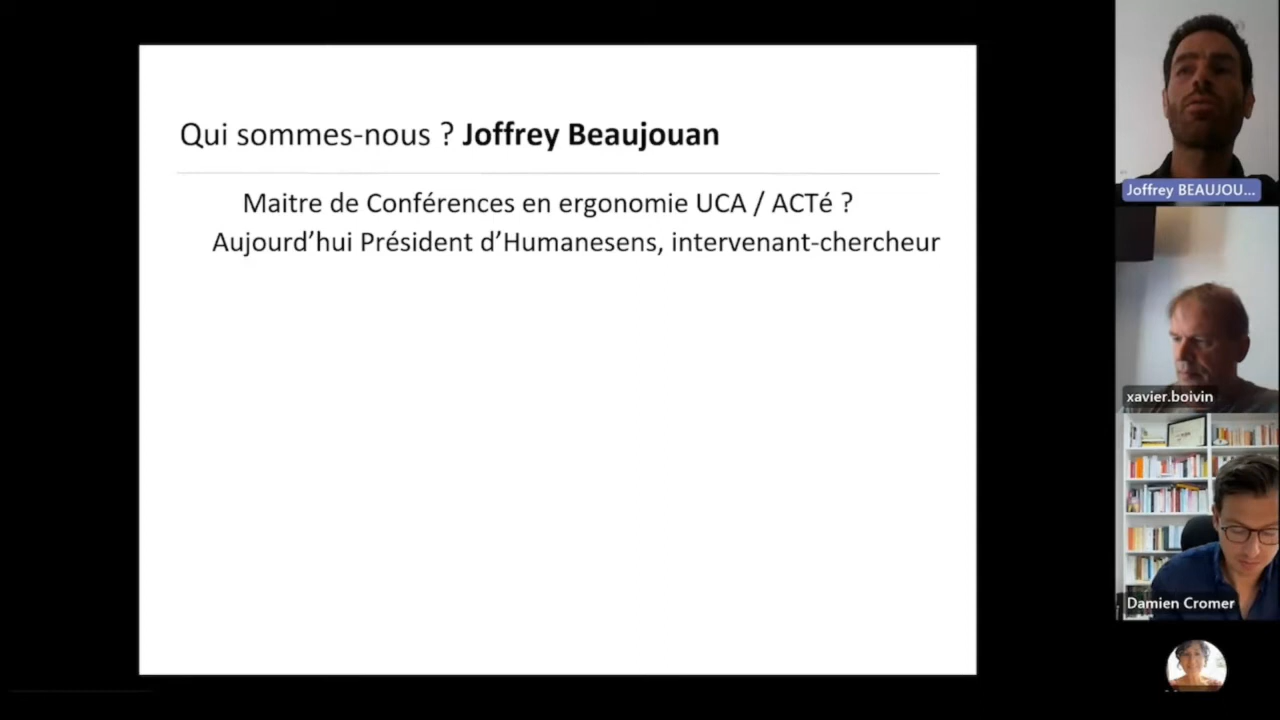 Qui sommes-nous ? Joffrey Beaujouan
Maitre de Conférences en ergonomie UCA / ACTé ?
Aujourd’hui Président d’Humanesens, intervenant-chercheur
Joffrey BEAUJOU...
xavier.boivin
Damien Cromer